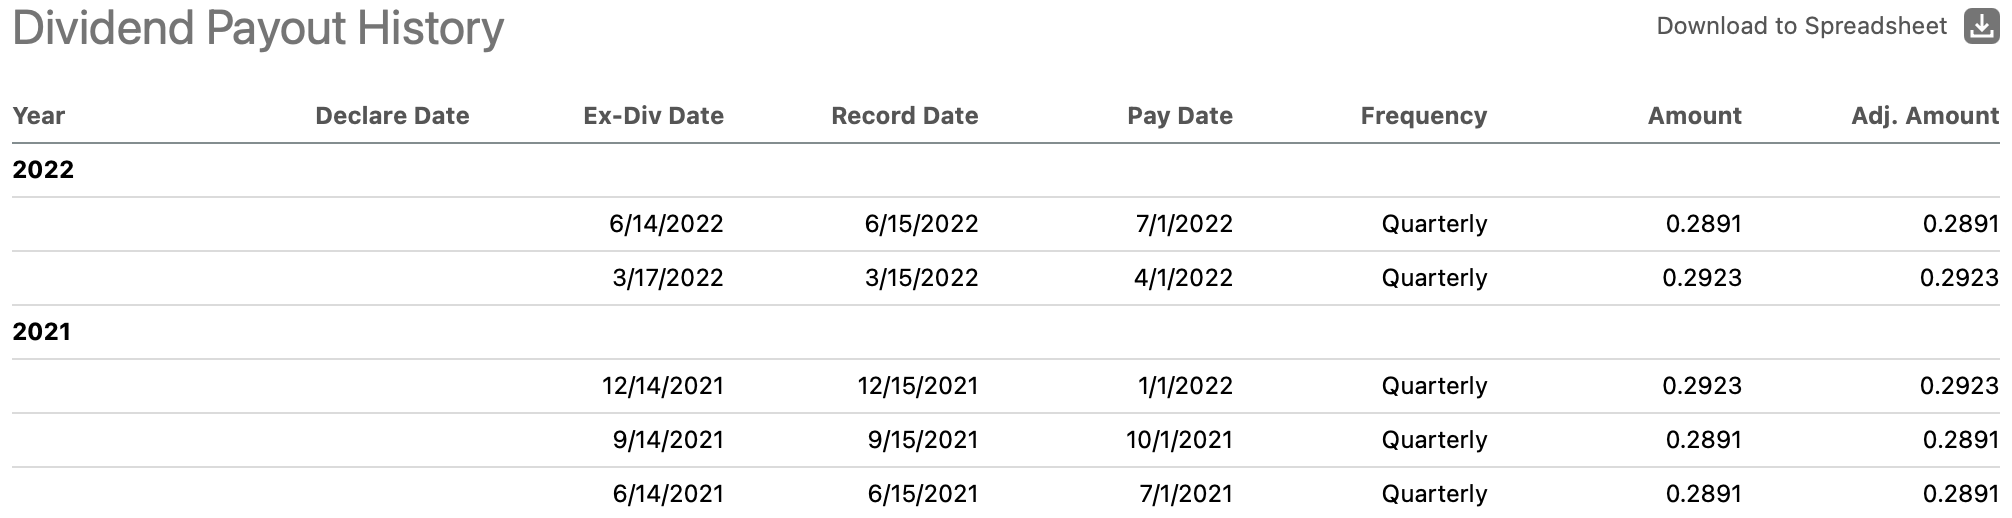 Dividend Payout History
Download to Spreadsheet
Year Declare Date Ex-Div Date Record Date Pay Date Frequency Amount Adj. Amount
2022
6/14/2022 6/15/2022 7/1/2022 Quarterly 0.2891 0.2891
3/17/2022 3/15/2022 4/1/2022 Quarterly 0.2923 0.2923
2021
12/14/2021 12/15/2021 1/1/2022 Quarterly 0.2923 0.2923
9/14/2021 9/15/2021 10/1/2021 Quarterly 0.2891 0.2891
6/14/2021 6/15/2021 7/1/2021 Quarterly 0.2891 0.2891